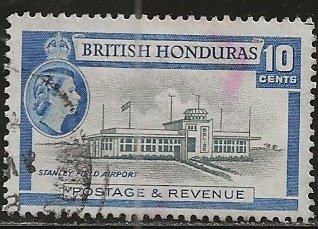 BRITISH HONDURAS
10
CENTS
STANLEY FIELD AIRPORT
POSTAGE & REVENUE